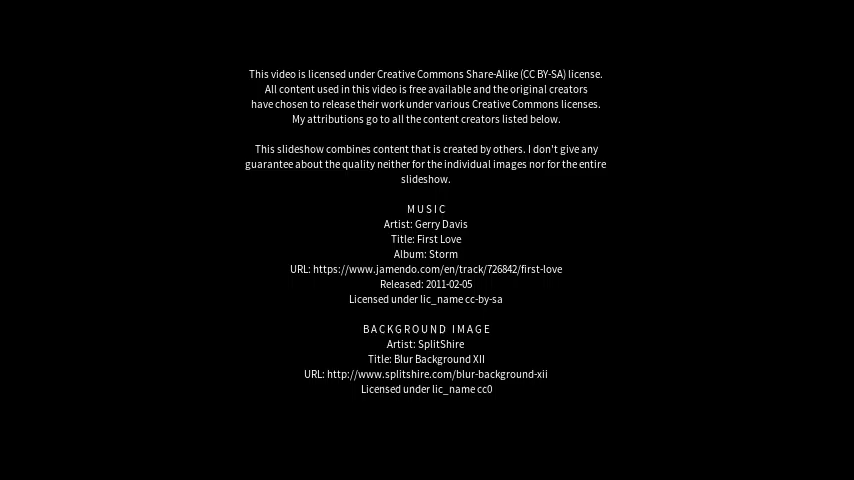 This video is licensed under Creative Commons Share-Alike (CC BY-SA) license.
All content used in this video is free available and the original creators
have chosen to release their work under various Creative Commons licenses.
My attributions go to all the content creators listed below.
This slideshow combines content that is created by others. I don't give any
guarantee about the quality neither for the individual images nor for the entire
slideshow.
MUSIC
Artist: Gerry Davis
Title: First Love
Album: Storm
URL: https://www.jamendo.com/en/track/726842/first-love
Released: 2011-02-05
Licensed under lic_name cc-by-sa
BACKGROUND IMAGE
Artist: SplitShire
Title: Blur Background XII
URL: http://www.splitshire.com/blur-background-xii
Licensed under lic_name cc0